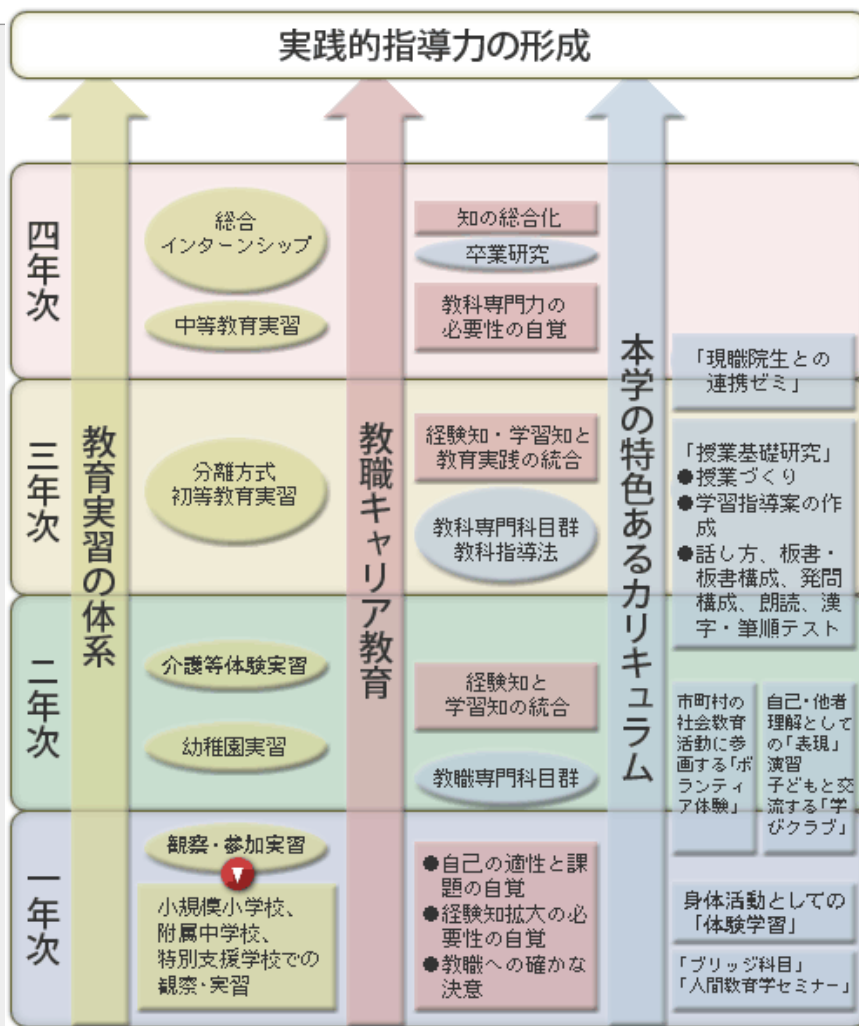 実践的指導力の形成
四年次
総合
インターンシップ
中等教育実習
知の総合化
卒業研究
教科専門力の
必要性の自覚
「現職院生との
連携ゼミ」
教育実習の体系
教職キャリア教育
本学の特色あるカリキュラム
三年次
分離方式
初等教育実習
経験知・学習知と
教育実践の統合
教科専門科目群
教科指導法
「授業基礎研究」
●授業づくり
●学習指導案の作
成
●話し方、板書・
板書構成、発問
構成、朗読、漢
字・筆順テスト
二年次
介護等体験実習
幼稚園実習
経験知と
学習知の統合
教職専門科目群
市町村の
社会教育
活動に参
画する「ボ
ランティ
ア体験」
自己・他者
理解として
の「表現」
演習
子どもと交
流する「学
びクラブ」
一年次
観察・参加実習
小規模小学校、
附属中学校、
特別支援学校での
観察・実習
●自己の適性と課
題の自覚
●経験知拡大の必
要性の自覚
●教職への確かな
決意
身体活動としての
「体験学習」
「ブリッジ科目」
「人間教育学セミナー」